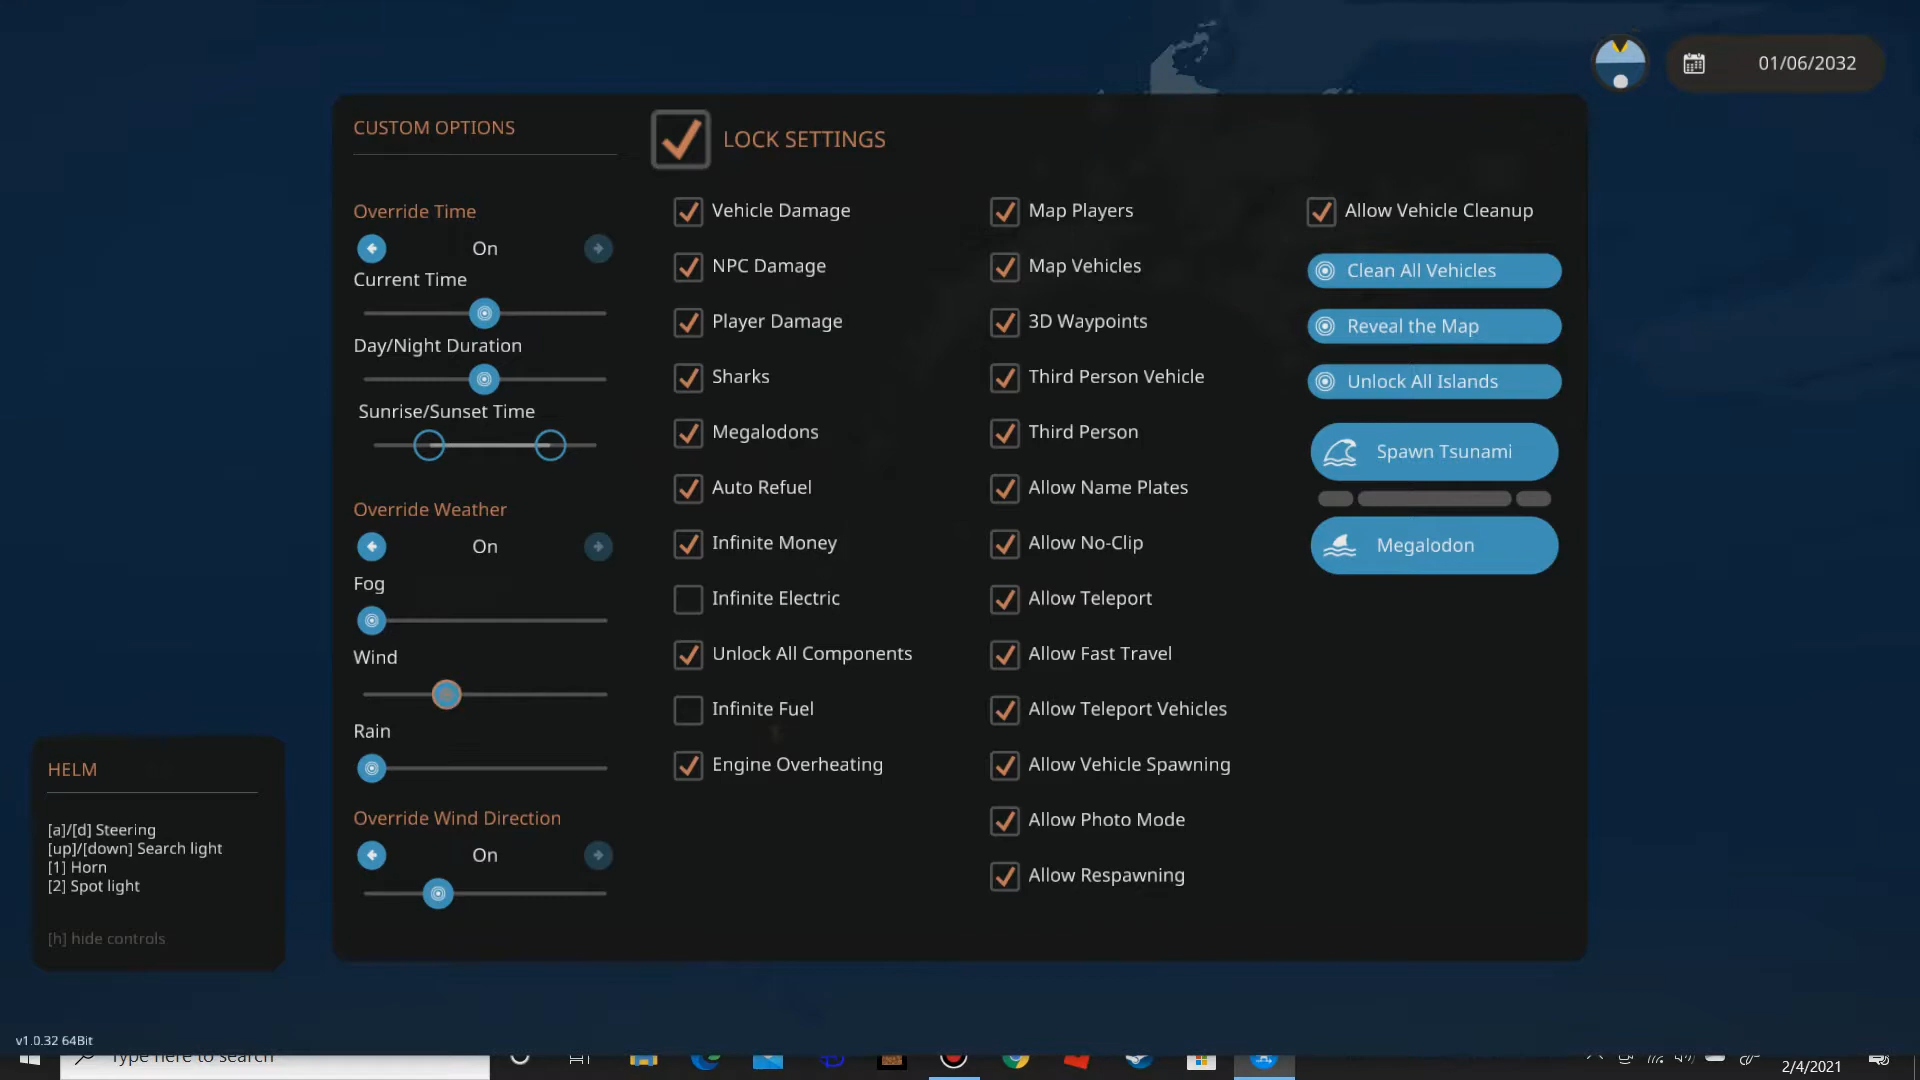 01/06/2032
CUSTOM OPTIONS
LOCK SETTINGS
Override Time
On
Current Time
Day/Night Duration
Sunrise/Sunset Time
Override Weather
On
Fog
Wind
Rain
Override Wind Direction
On
Vehicle Damage
NPC Damage
Player Damage
Sharks
Megalodons
Auto Refuel
Infinite Money
Infinite Electric
Unlock All Components
Infinite Fuel
Engine Overheating
Map Players
Map Vehicles
3D Waypoints
Third Person Vehicle
Third Person
Allow Name Plates
Allow No-Clip
Allow Teleport
Allow Fast Travel
Allow Teleport Vehicles
Allow Vehicle Spawning
Allow Photo Mode
Allow Respawning
Allow Vehicle Cleanup
Clean All Vehicles
Reveal the Map
Unlock All Islands
Spawn Tsunami
Megalodon
HELM
[a]/[d] Steering
[up]/[down] Search light
[1] Horn
[2] Spot light
[h] hide controls
v1.0.32 64Bit
Type here to search
2/4/2021